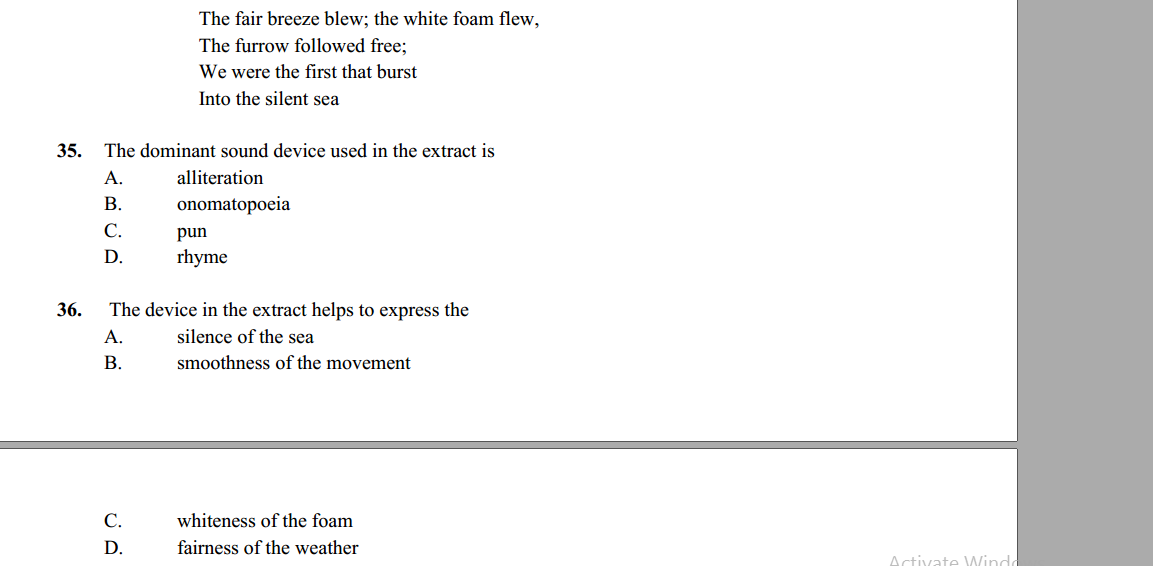 The fair breeze blew; the white foam flew,
The furrow followed free;
We were the first that burst
Into the silent sea
35. The dominant sound device used in the extract is
A. alliteration
B. onomatopoeia
C. pun
D. rhyme
36. The device in the extract helps to express the
A. silence of the sea
B. smoothness of the movement
C. whiteness of the foam
D. fairness of the weather
Activate